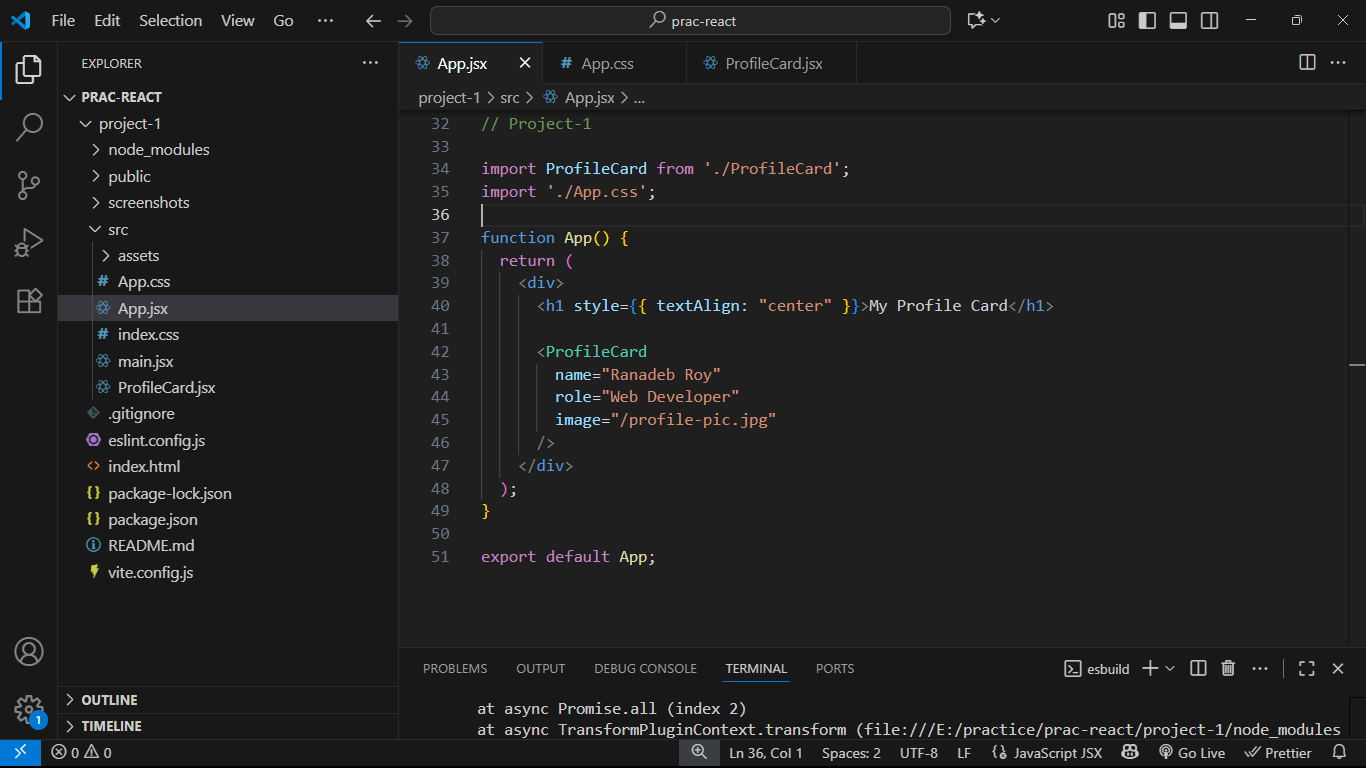 File Edit Selection View Go ···
prac-react
EXPLORER ···
PRAC-REACT
project-1
node_modules
public
screenshots
src
assets
# App.css
App.jsx
# index.css
main.jsx
ProfileCard.jsx
.gitignore
eslint.config.js
<> index.html
{} package-lock.json
{} package.json
README.md
vite.config.js
OUTLINE
TIMELINE
1
App.jsx
# App.css
ProfileCard.jsx
···
project-1 > src > App.jsx > ...
32 // Project-1
33
34 import ProfileCard from './ProfileCard';
35 import './App.css';
36
37 function App() {
38 return (
39 <div>
40 <h1 style={{ textAlign: "center" }}>My Profile Card</h1>
41
42 <ProfileCard
43 name="Ranadeb Roy"
44 role="Web Developer"
45 image="/profile-pic.jpg"
46 />
47 </div>
48 );
49 }
50
51 export default App;
PROBLEMS OUTPUT DEBUG CONSOLE TERMINAL PORTS
esbuild ···
at async Promise.all (index 2)
at async TransformPluginContext.transform (file:///E:/practice/prac-react/project-1/node_modules
0 0 Ln 36, Col 1 Spaces: 2 UTF-8 LF {} JavaScript JSX Go Live Prettier